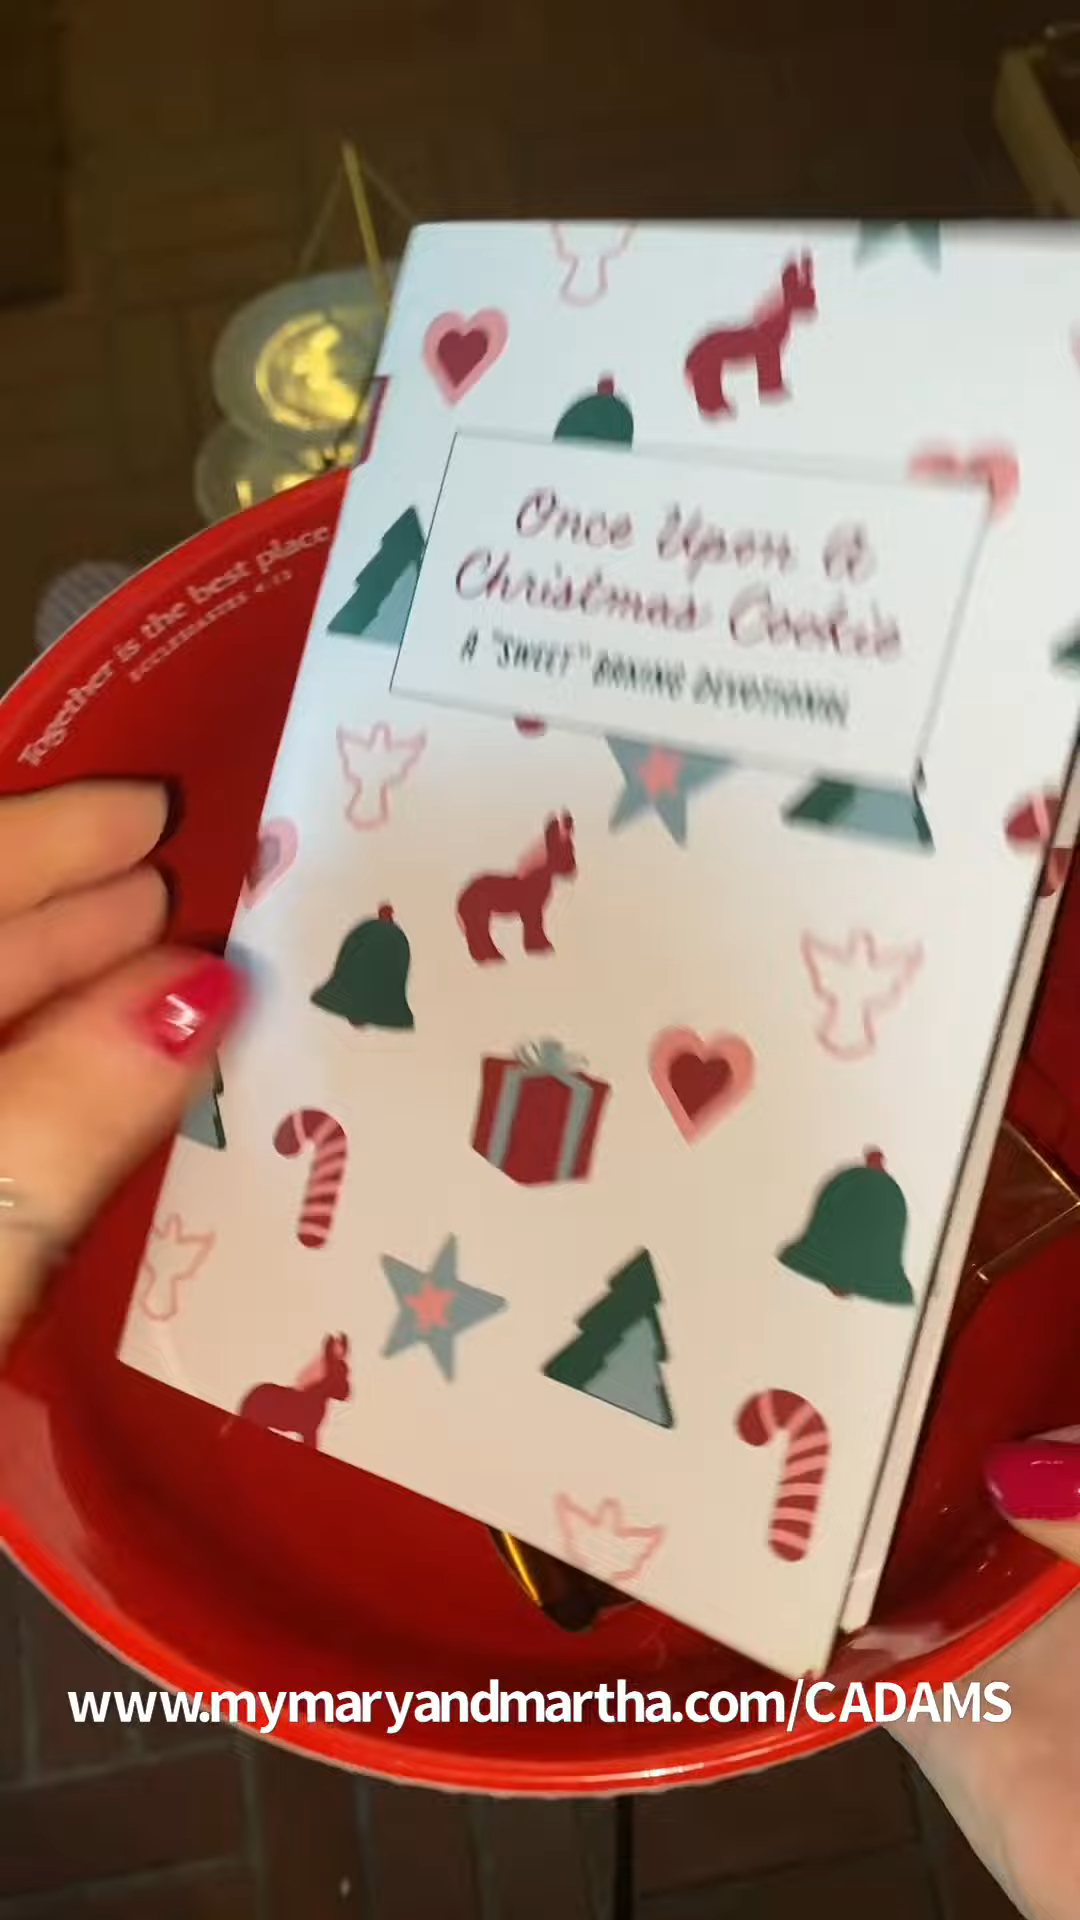 Together is the best place
ECCLESIASTES 4:12
Once Upon A
Christmas Cookie
A "SWEET" BAKING DEVOTIONAL
www.mymaryandmartha.com/CADAMS